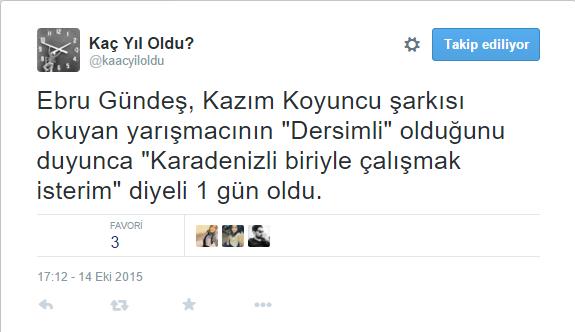 Kaç Yıl Oldu?
@kaacyiloldu
Takip ediliyor
Ebru Gündeş, Kazım Koyuncu şarkısı
okuyan yarışmacının "Dersimli" olduğunu
duyunca "Karadenizli biriyle çalışmak
isterim" diyeli 1 gün oldu.
FAVORİ
3
17:12 - 14 Eki 2015